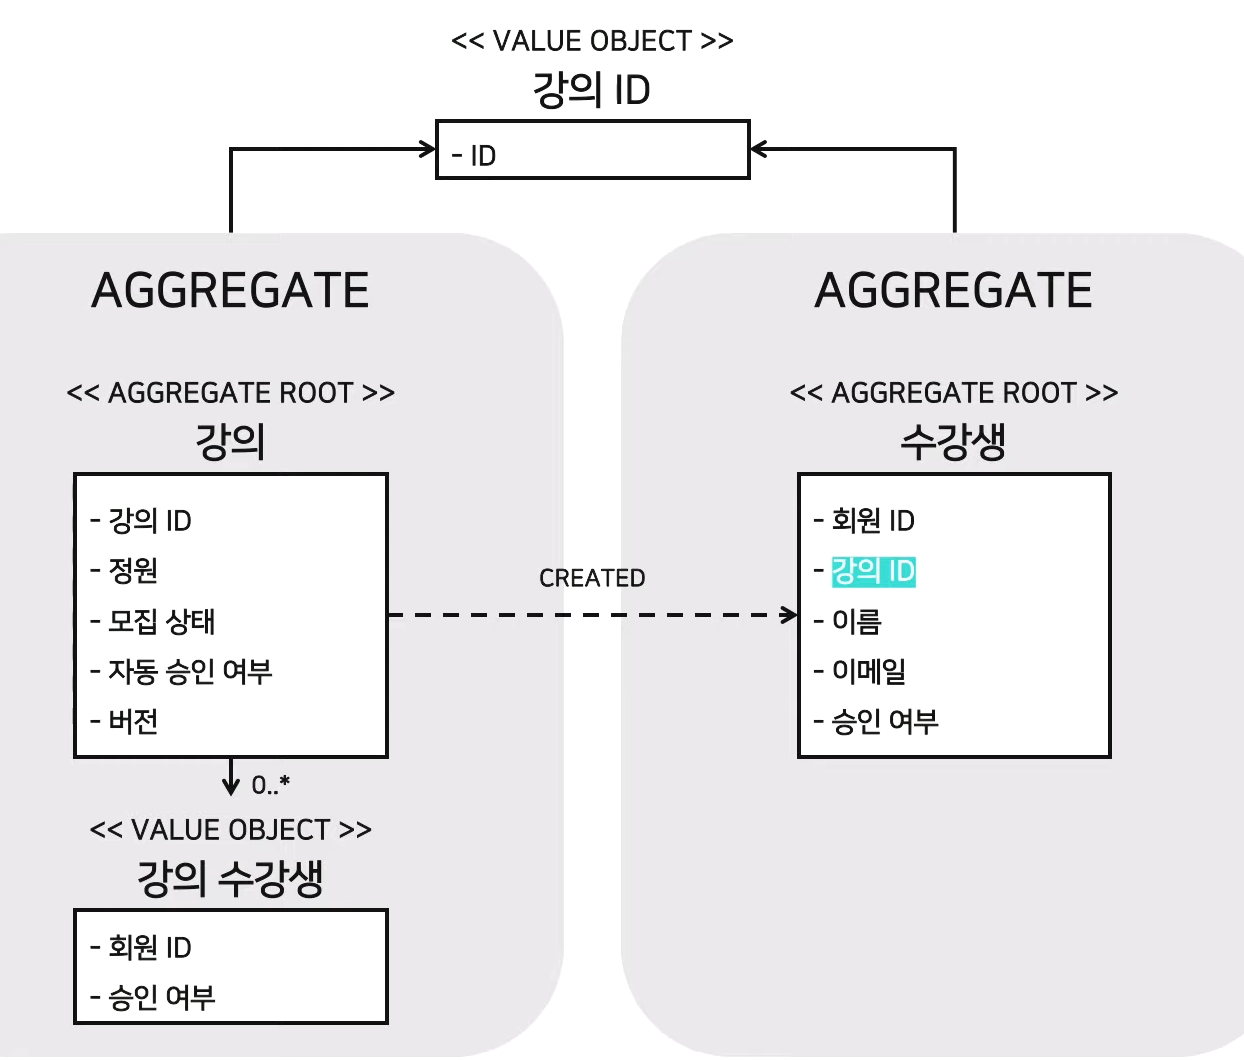 << VALUE OBJECT >>
강의 ID
- ID
AGGREGATE
<< AGGREGATE ROOT >>
강의
- 강의 ID
- 정원
- 모집 상태
- 자동 승인 여부
- 버전
0..*
<< VALUE OBJECT >>
강의 수강생
- 회원 ID
- 승인 여부
CREATED
AGGREGATE
<< AGGREGATE ROOT >>
수강생
- 회원 ID
- 강의 ID
- 이름
- 이메일
- 승인 여부